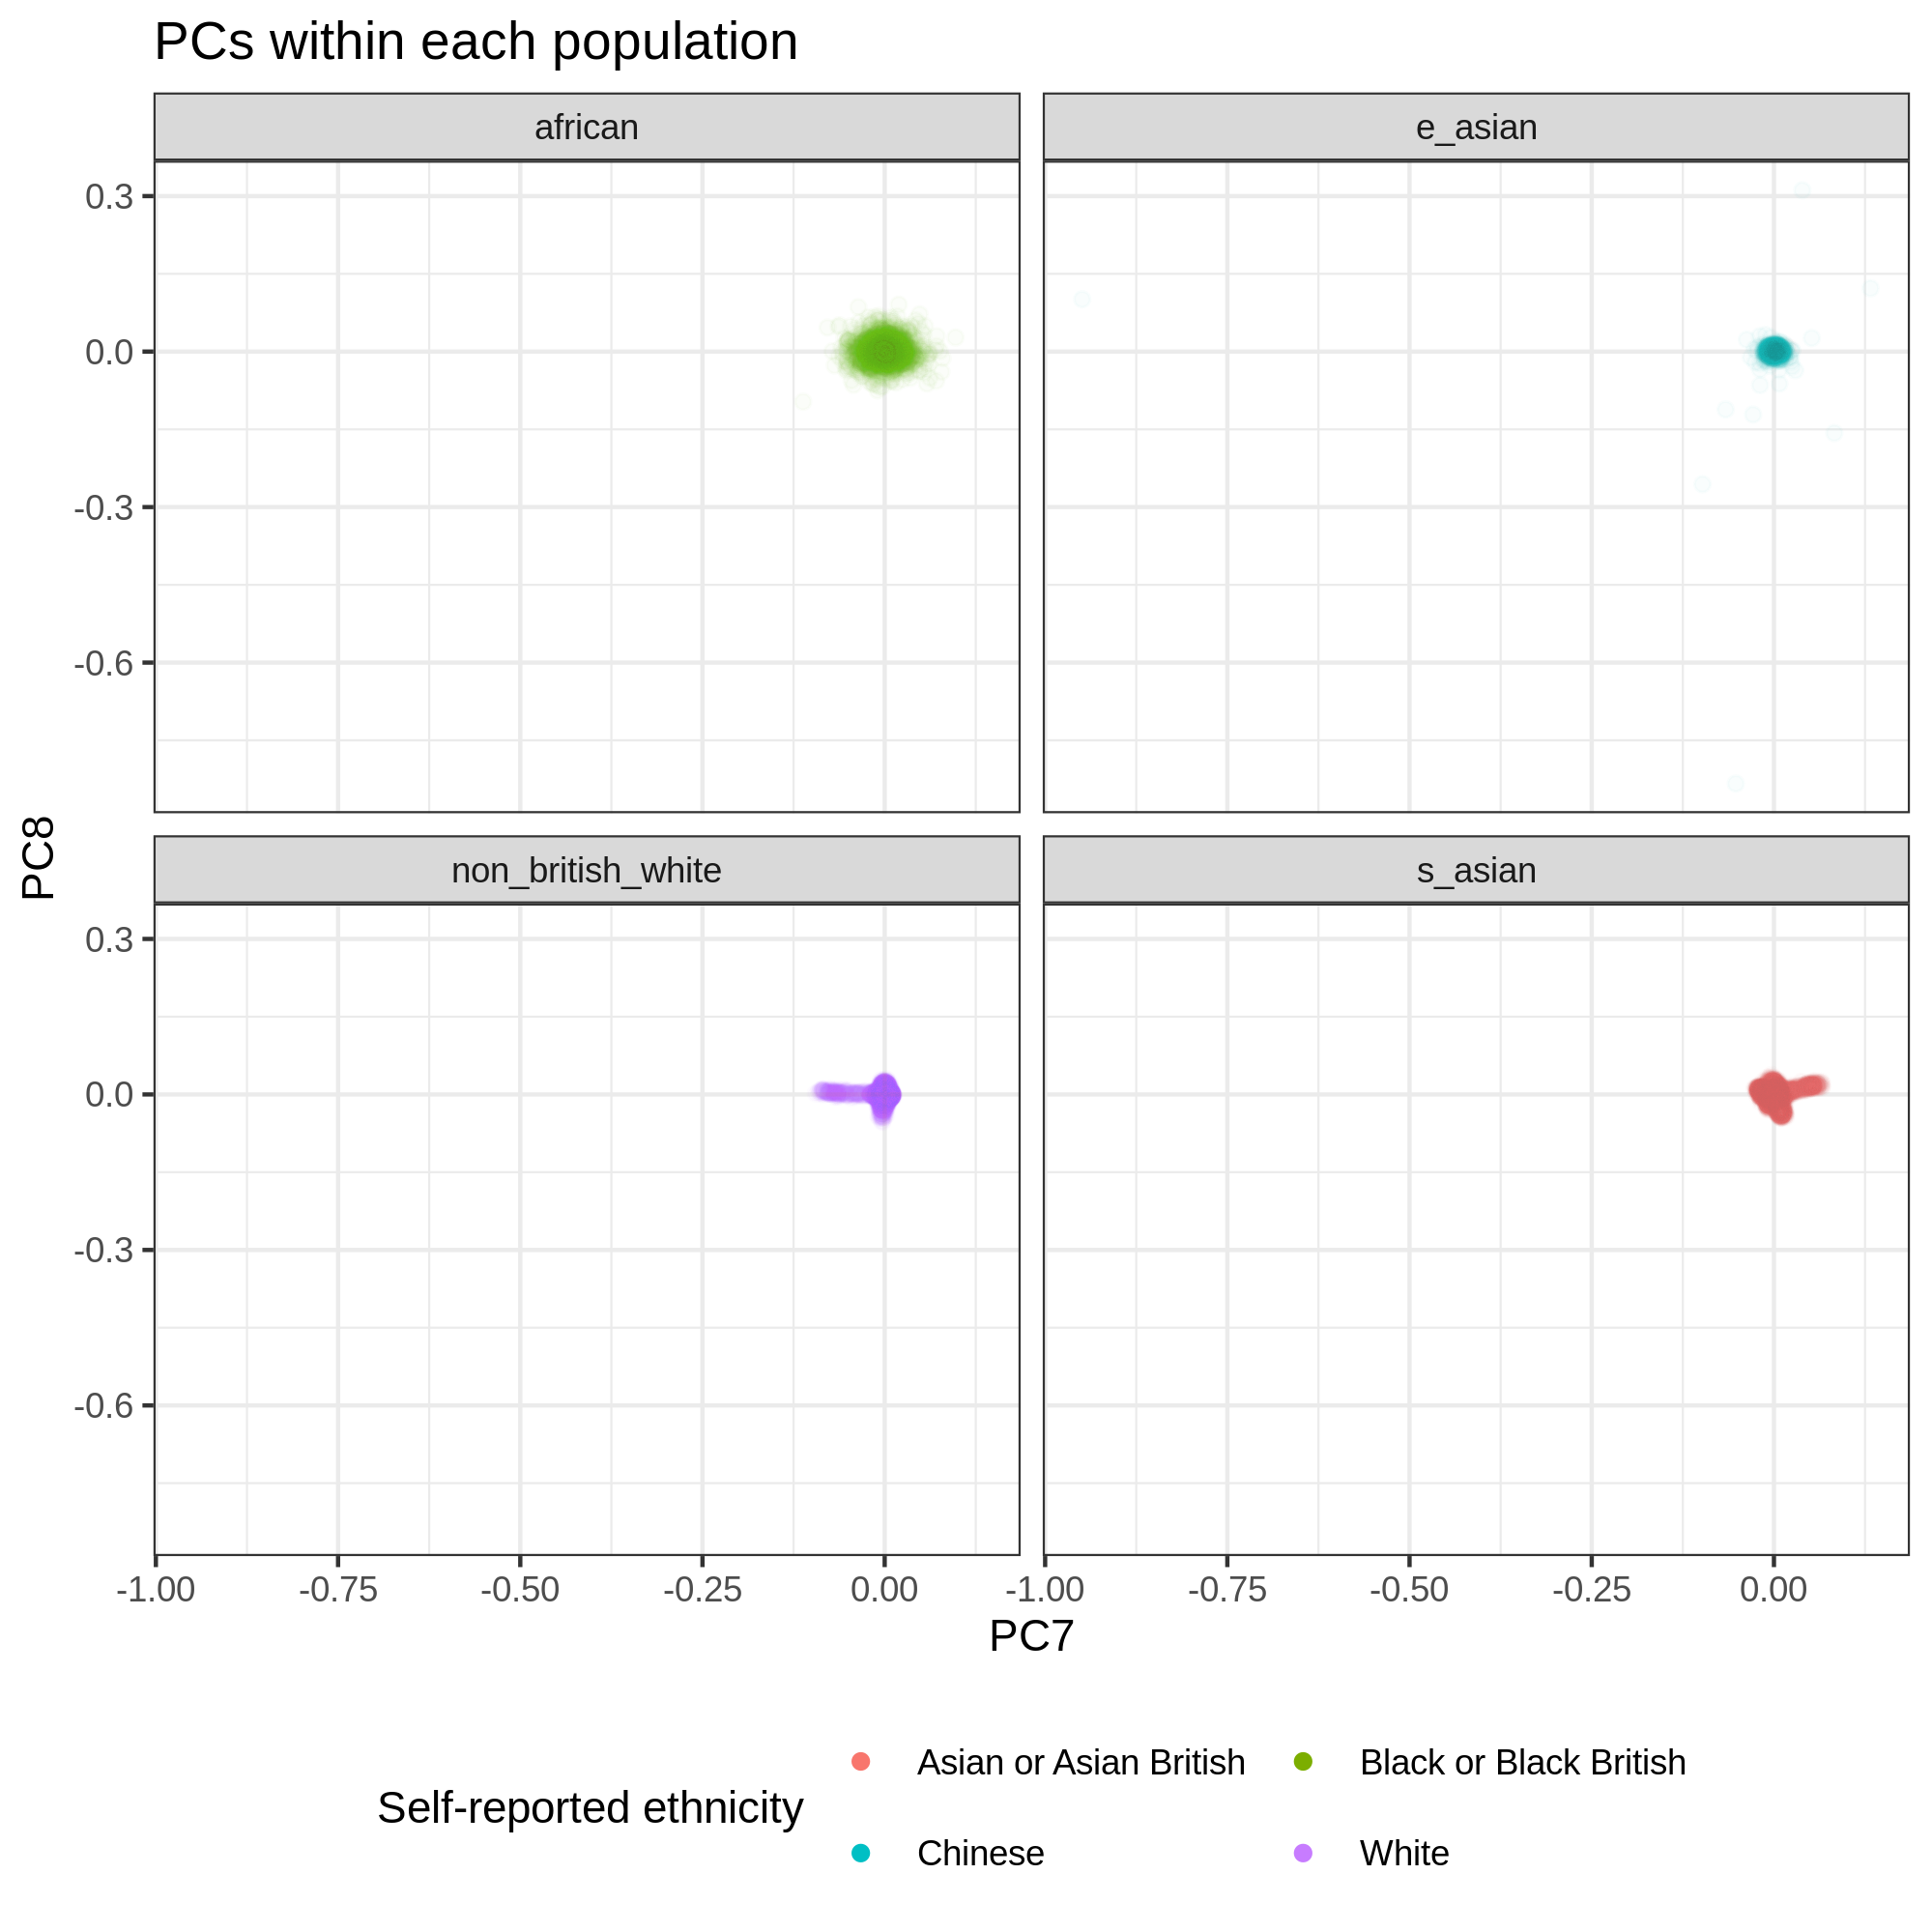 PCs within each population
african
e_asian
0.3
0.0
-0.3
-0.6
PC8
non_british_white
s_asian
0.3
0.0
-0.3
-0.6
-1.00 -0.75 -0.50 -0.25 0.00 -1.00 -0.75 -0.50 -0.25 0.00
PC7
Self-reported ethnicity
Asian or Asian British
Black or Black British
Chinese
White